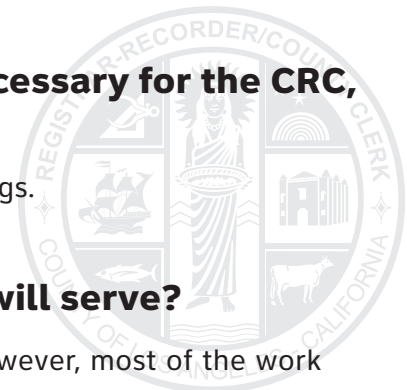 cessary for the CRC,
gs.
will serve?
wever, most of the work
REGISTRAR-RECORDER/COUNTY CLERK
COUNTY OF LOS ANGELES • CALIFORNIA